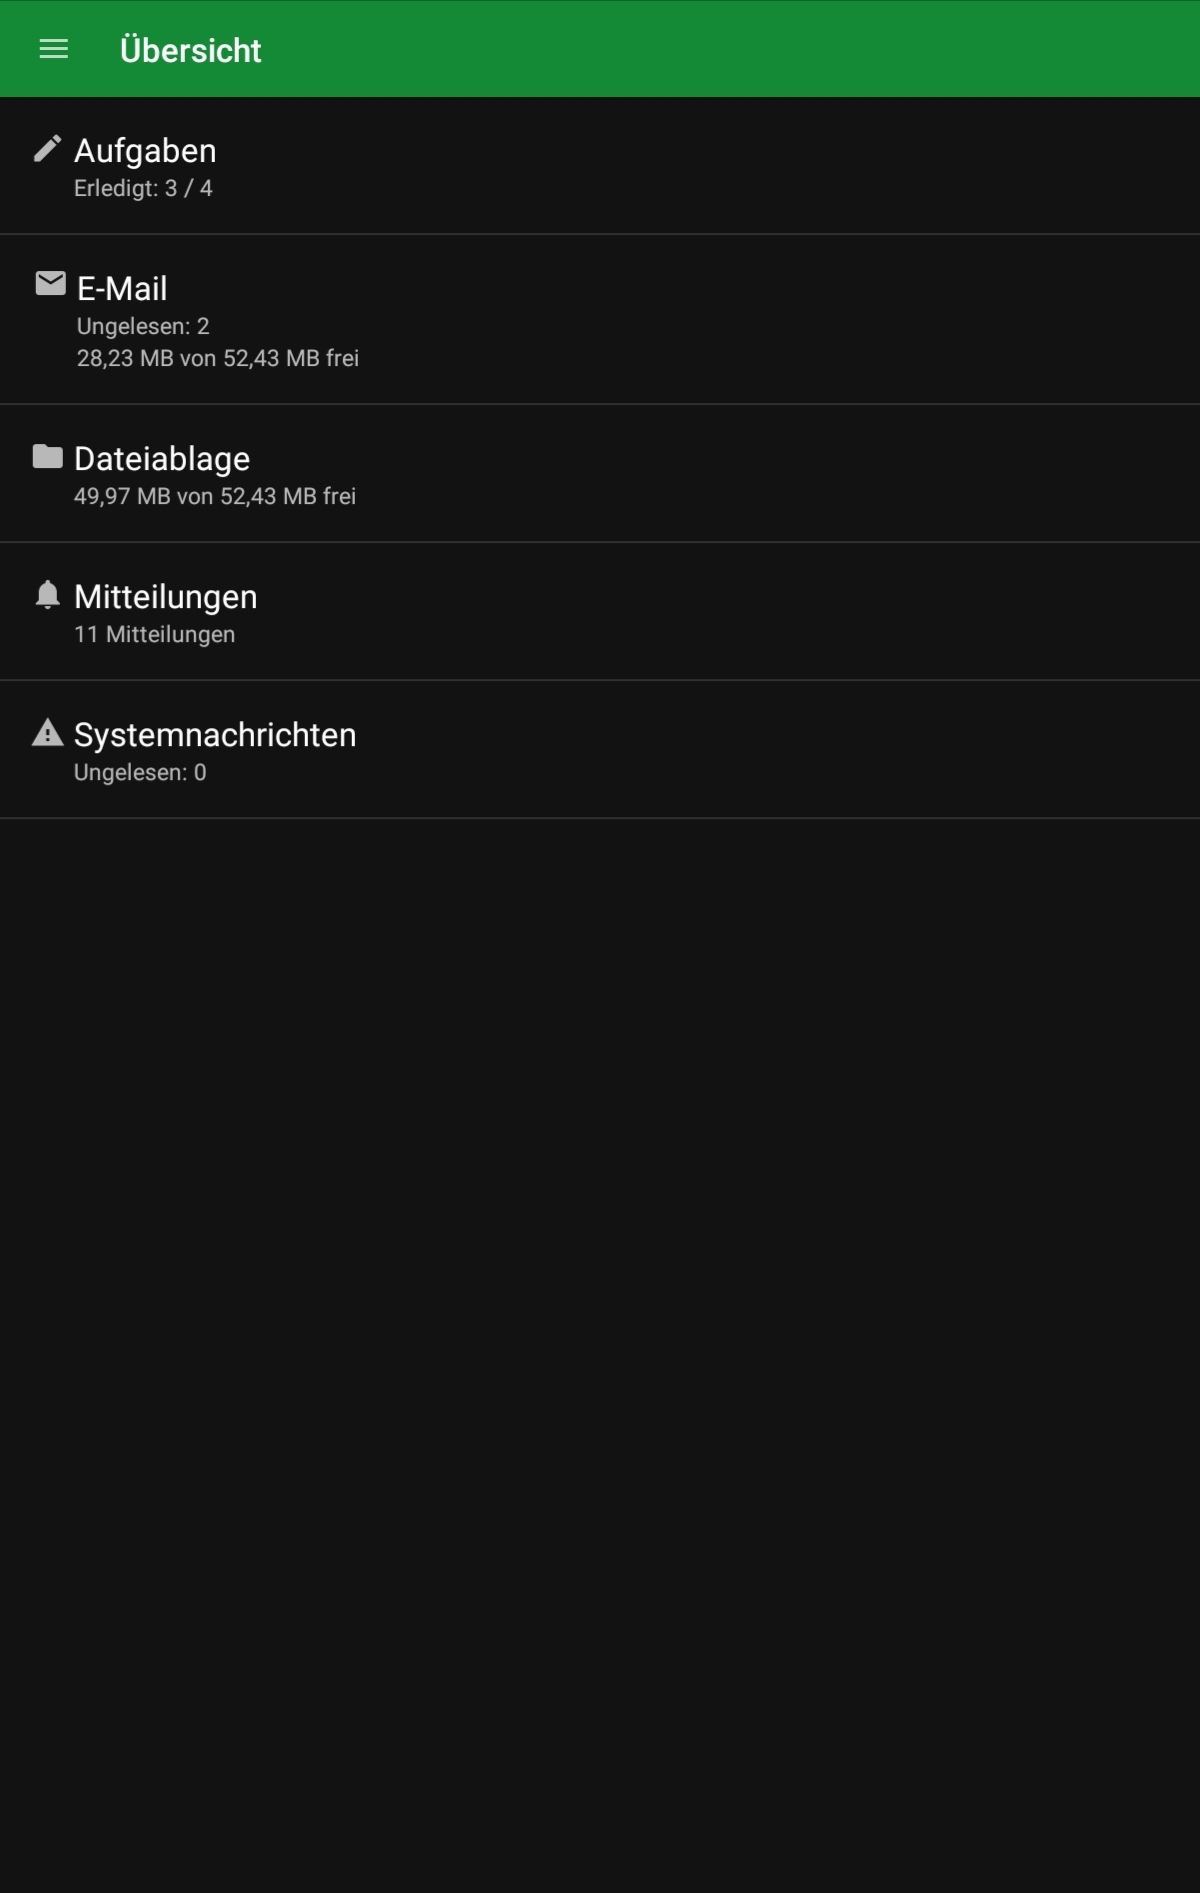 Übersicht
Aufgaben
Erledigt: 3 / 4
E-Mail
Ungelesen: 2
28,23 MB von 52,43 MB frei
Dateiablage
49,97 MB von 52,43 MB frei
Mitteilungen
11 Mitteilungen
Systemnachrichten
Ungelesen: 0